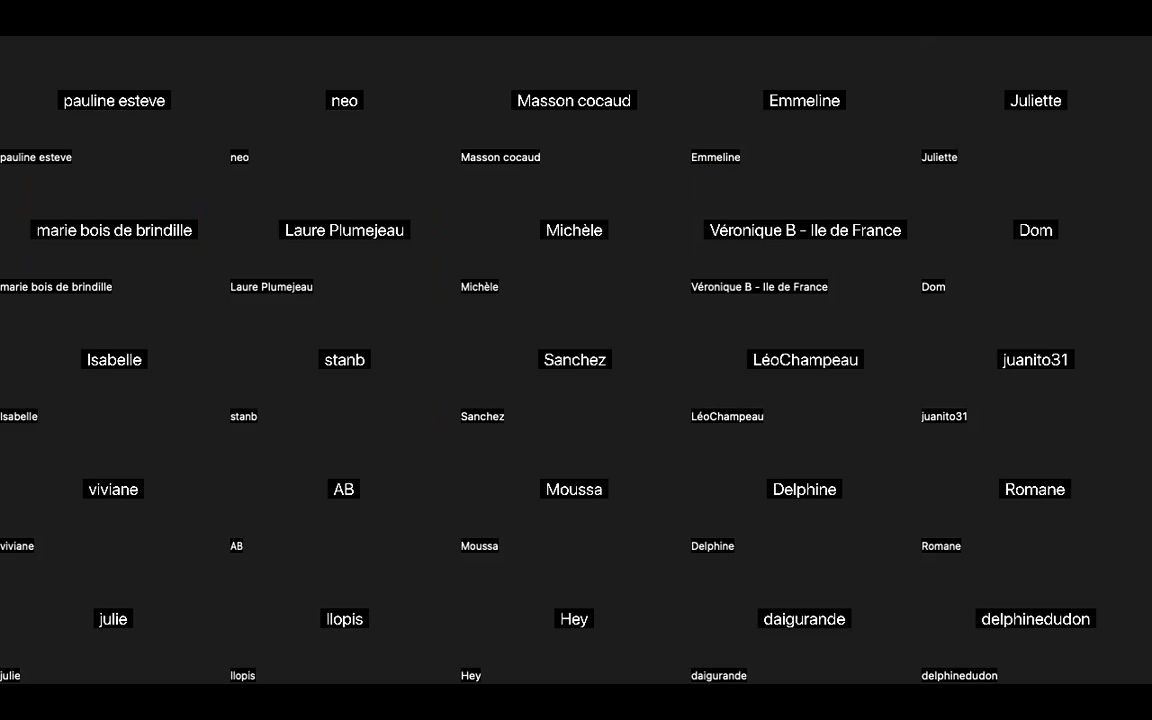 pauline esteve
neo
Masson cocaud
Emmeline
Juliette
pauline esteve
neo
Masson cocaud
Emmeline
Juliette
marie bois de brindille
Laure Plumejeau
Michèle
Véronique B - Ile de France
Dom
marie bois de brindille
Laure Plumejeau
Michèle
Véronique B - Ile de France
Dom
Isabelle
stanb
Sanchez
LéoChampeau
juanito31
Isabelle
stanb
Sanchez
LéoChampeau
juanito31
viviane
AB
Moussa
Delphine
Romane
viviane
AB
Moussa
Delphine
Romane
julie
llopis
Hey
daigurande
delphinedudon
julie
llopis
Hey
daigurande
delphinedudon